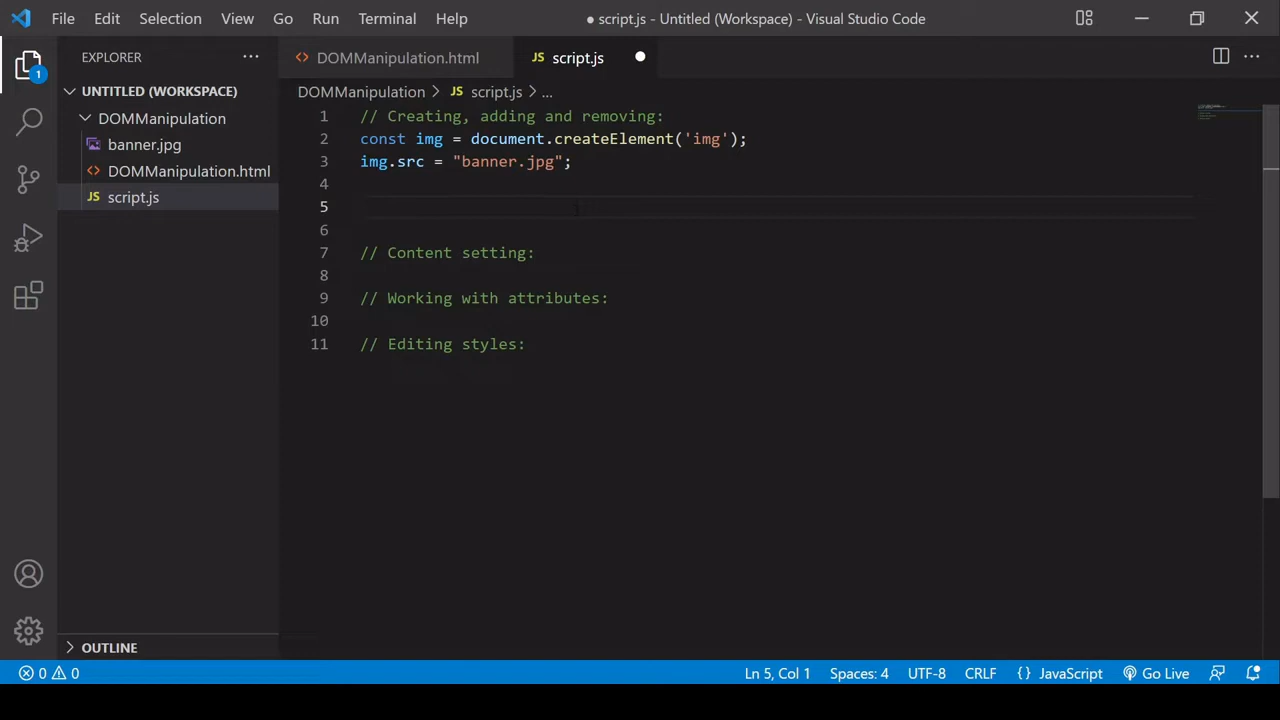 File Edit Selection View Go Run Terminal Help ● script.js - Untitled (Workspace) - Visual Studio Code
EXPLORER ...
DOMManipulation.html
JS script.js
1
UNTITLED (WORKSPACE)
DOMManipulation
banner.jpg
DOMManipulation.html
JS script.js
DOMManipulation > JS script.js > ...
1 // Creating, adding and removing:
2 const img = document.createElement('img');
3 img.src = "banner.jpg";
4
5
6
7 // Content setting:
8
9 // Working with attributes:
10
11 // Editing styles:
OUTLINE
0 0 Ln 5, Col 1 Spaces: 4 UTF-8 CRLF {} JavaScript Go Live